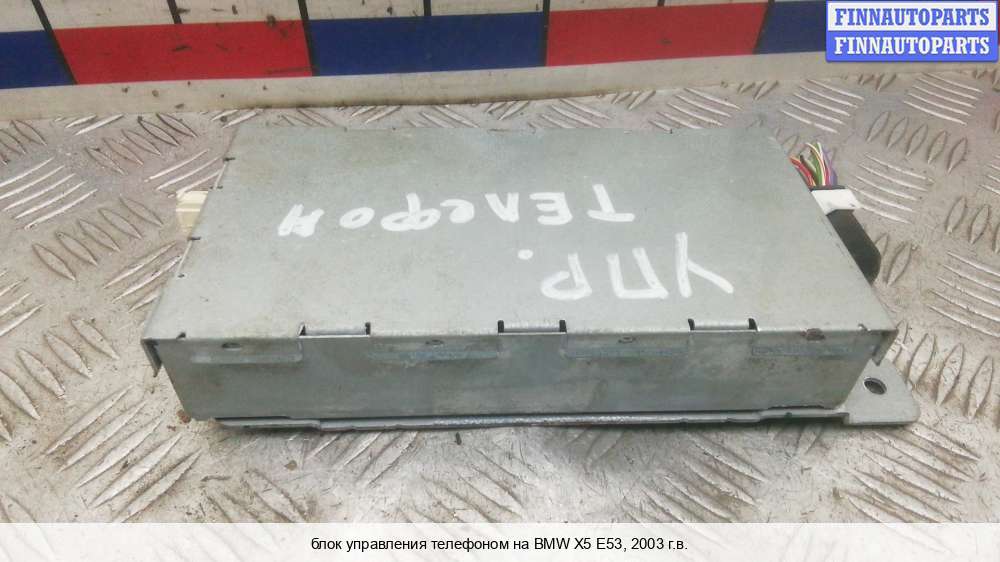 FINNAUTOPARTS
FINNAUTOPARTS
УПР.
ТЕЛЕФОН
блок управления телефоном на BMW X5 E53, 2003 г.в.